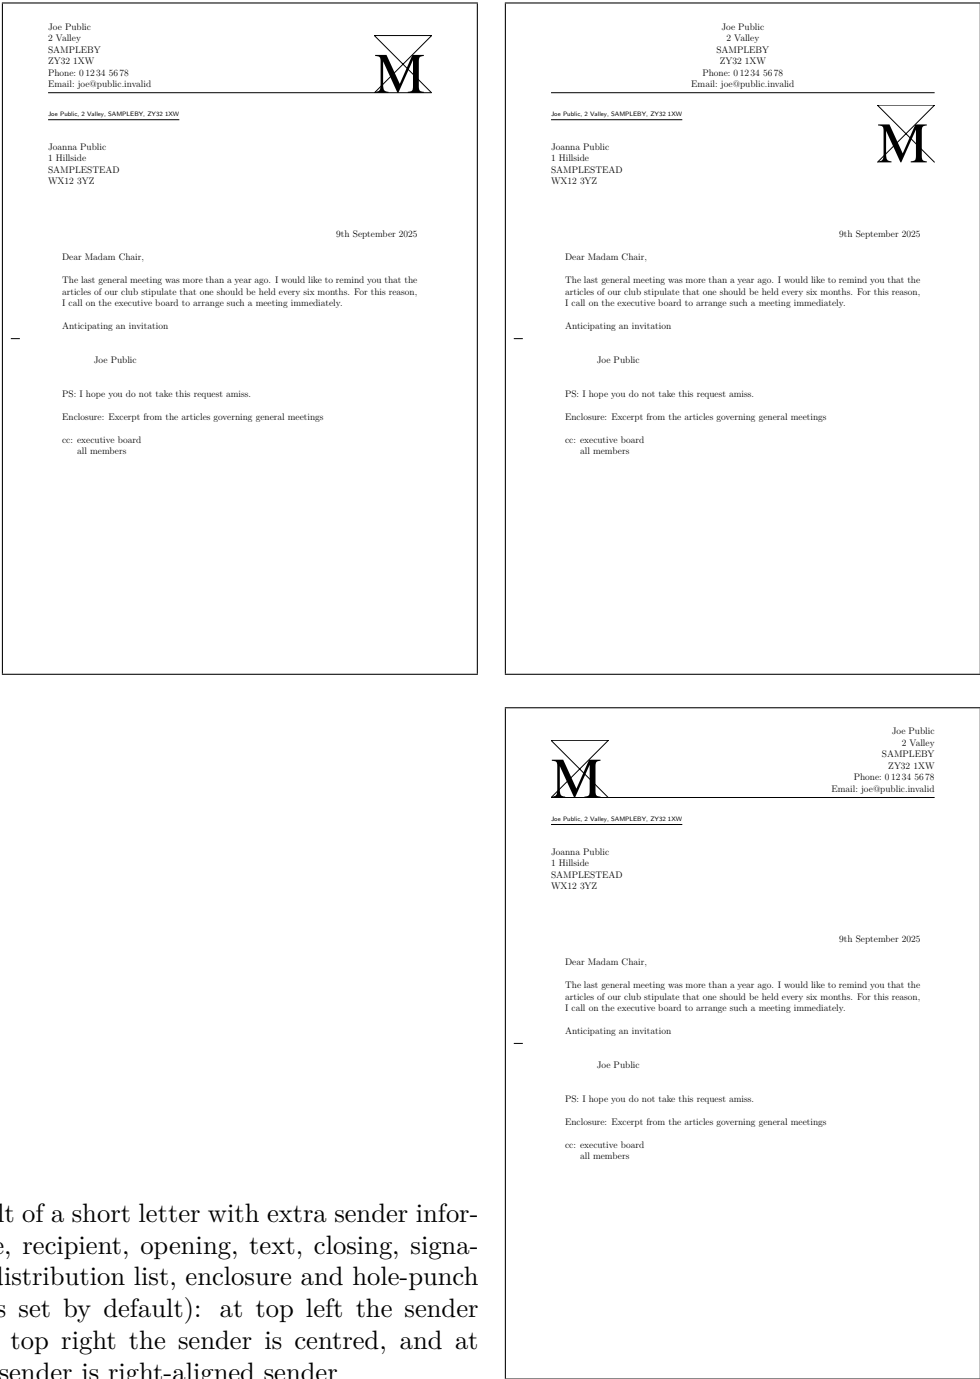 Joe Public
2 Valley
SAMPLEBY
ZY32 1XW
Phone: 0 12 34 56 78
Email: joe@public.invalid
M
Joe Public, 2 Valley, SAMPLEBY, ZY32 1XW
Joanna Public
1 Hillside
SAMPLESTEAD
WX12 3YZ
9th September 2025
Dear Madam Chair,
The last general meeting was more than a year ago. I would like to remind you that the
articles of our club stipulate that one should be held every six months. For this reason,
I call on the executive board to arrange such a meeting immediately.
Anticipating an invitation
Joe Public
PS: I hope you do not take this request amiss.
Enclosure: Excerpt from the articles governing general meetings
cc: executive board
all members
Joe Public
2 Valley
SAMPLEBY
ZY32 1XW
Phone: 0 12 34 56 78
Email: joe@public.invalid
Joe Public, 2 Valley, SAMPLEBY, ZY32 1XW
M
Joanna Public
1 Hillside
SAMPLESTEAD
WX12 3YZ
9th September 2025
Dear Madam Chair,
The last general meeting was more than a year ago. I would like to remind you that the
articles of our club stipulate that one should be held every six months. For this reason,
I call on the executive board to arrange such a meeting immediately.
Anticipating an invitation
Joe Public
PS: I hope you do not take this request amiss.
Enclosure: Excerpt from the articles governing general meetings
cc: executive board
all members
lt of a short letter with extra sender infor-
e, recipient, opening, text, closing, signa-
distribution list, enclosure and hole-punch
s set by default): at top left the sender
top right the sender is centred, and at
sender is right-aligned sender
M
Joe Public
2 Valley
SAMPLEBY
ZY32 1XW
Phone: 0 12 34 56 78
Email: joe@public.invalid
Joe Public, 2 Valley, SAMPLEBY, ZY32 1XW
Joanna Public
1 Hillside
SAMPLESTEAD
WX12 3YZ
9th September 2025
Dear Madam Chair,
The last general meeting was more than a year ago. I would like to remind you that the
articles of our club stipulate that one should be held every six months. For this reason,
I call on the executive board to arrange such a meeting immediately.
Anticipating an invitation
Joe Public
PS: I hope you do not take this request amiss.
Enclosure: Excerpt from the articles governing general meetings
cc: executive board
all members